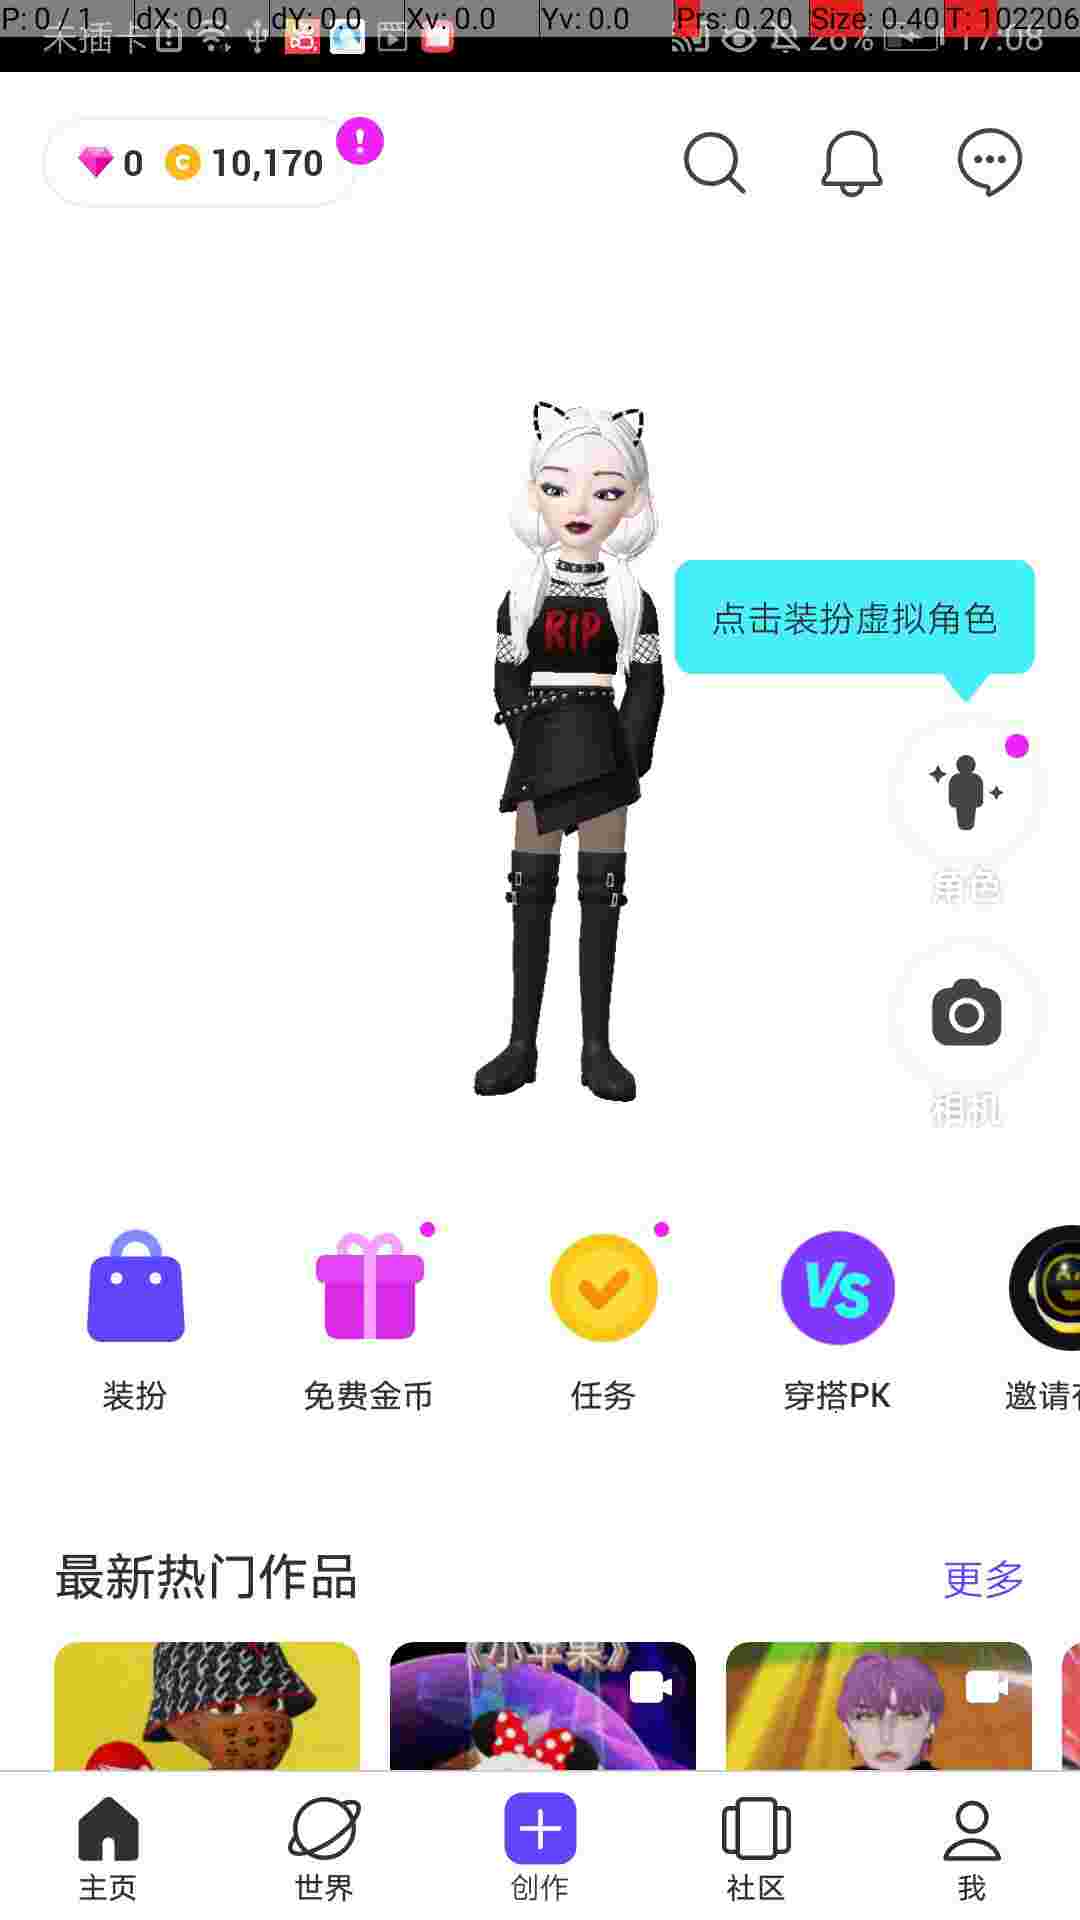 P: 0 / 1 dX: 0.0 dY: 0.0 Xv: 0.0 Yv: 0.0 Prs: 0.20 Size: 0.40 T: 102206
未插卡 26% 17:08
0 10,170
RIP
点击装扮虚拟角色
角色
相机
装扮 免费金币 任务 穿搭PK 邀请
最新热门作品 更多
《小苹果》
主页 世界 创作 社区 我